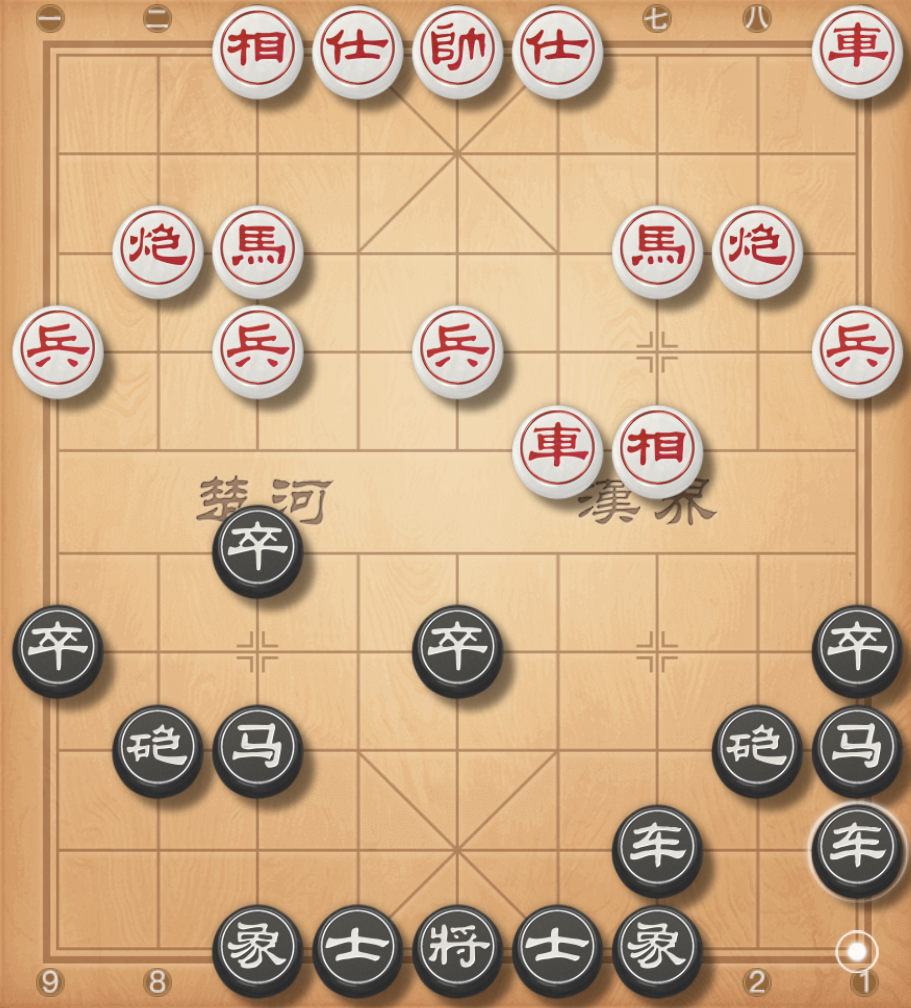 一 二 七 八
相 仕 帥 仕 車
炮 馬 馬 炮
兵 兵 兵 兵
車 相
楚河 漢界
卒
卒 卒 卒
砲 马 砲 马
车 车
象 士 將 士 象
9 8 2 1